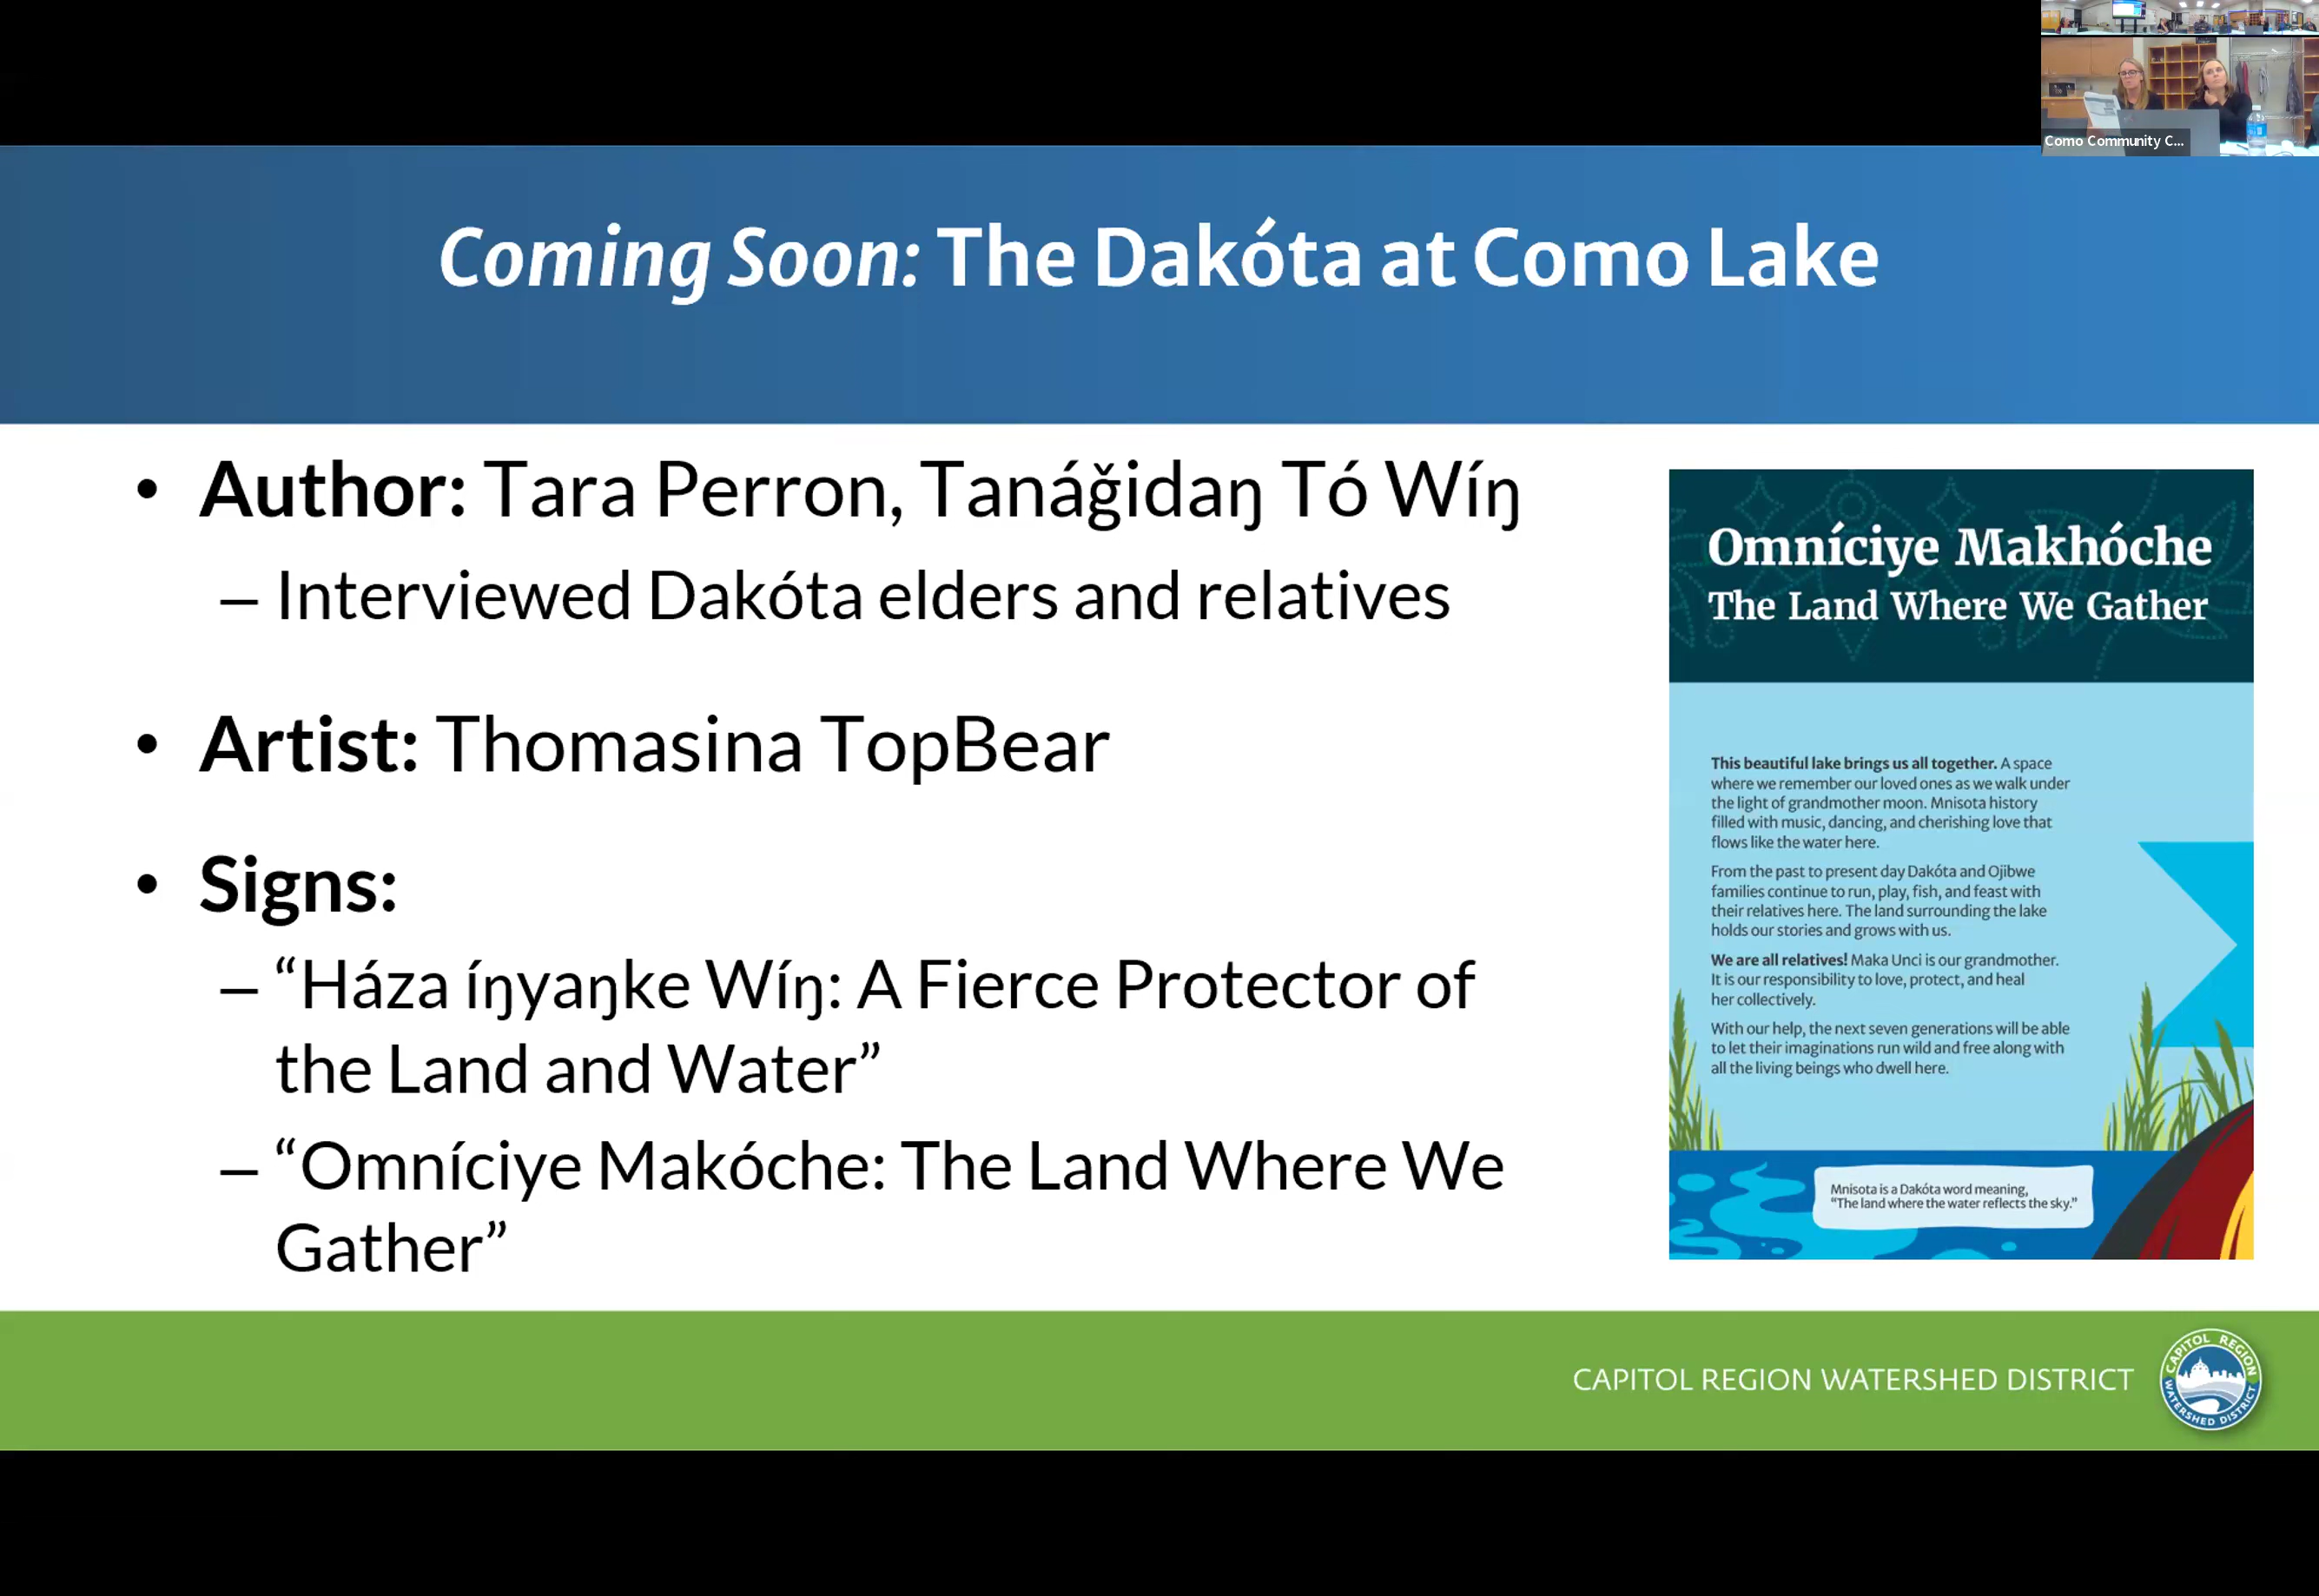 Como Community C...
Coming Soon: The Dakóta at Como Lake
• Author: Tara Perron, Tanáǧidaŋ Tó Wíŋ
– Interviewed Dakóta elders and relatives
• Artist: Thomasina TopBear
• Signs:
– “Háza íŋyaŋke Wíŋ: A Fierce Protector of
the Land and Water”
– “Omníciye Makóche: The Land Where We
Gather”
Omníciye Makhóche
The Land Where We Gather
This beautiful lake brings us all together. A space
where we remember our loved ones as we walk under
the light of grandmother moon. Mnisota history
filled with music, dancing, and cherishing love that
flows like the water here.
From the past to present day Dakóta and Ojibwe
families continue to run, play, fish, and feast with
their relatives here. The land surrounding the lake
holds our stories and grows with us.
We are all relatives! Maka Unci is our grandmother.
It is our responsibility to love, protect, and heal
her collectively.
With our help, the next seven generations will be able
to let their imaginations run wild and free along with
all the living beings who dwell here.
Mnisota is a Dakóta word meaning,
“The land where the water reflects the sky.”
CAPITOL REGION WATERSHED DISTRICT
CAPITOL REGION
WATERSHED DISTRICT